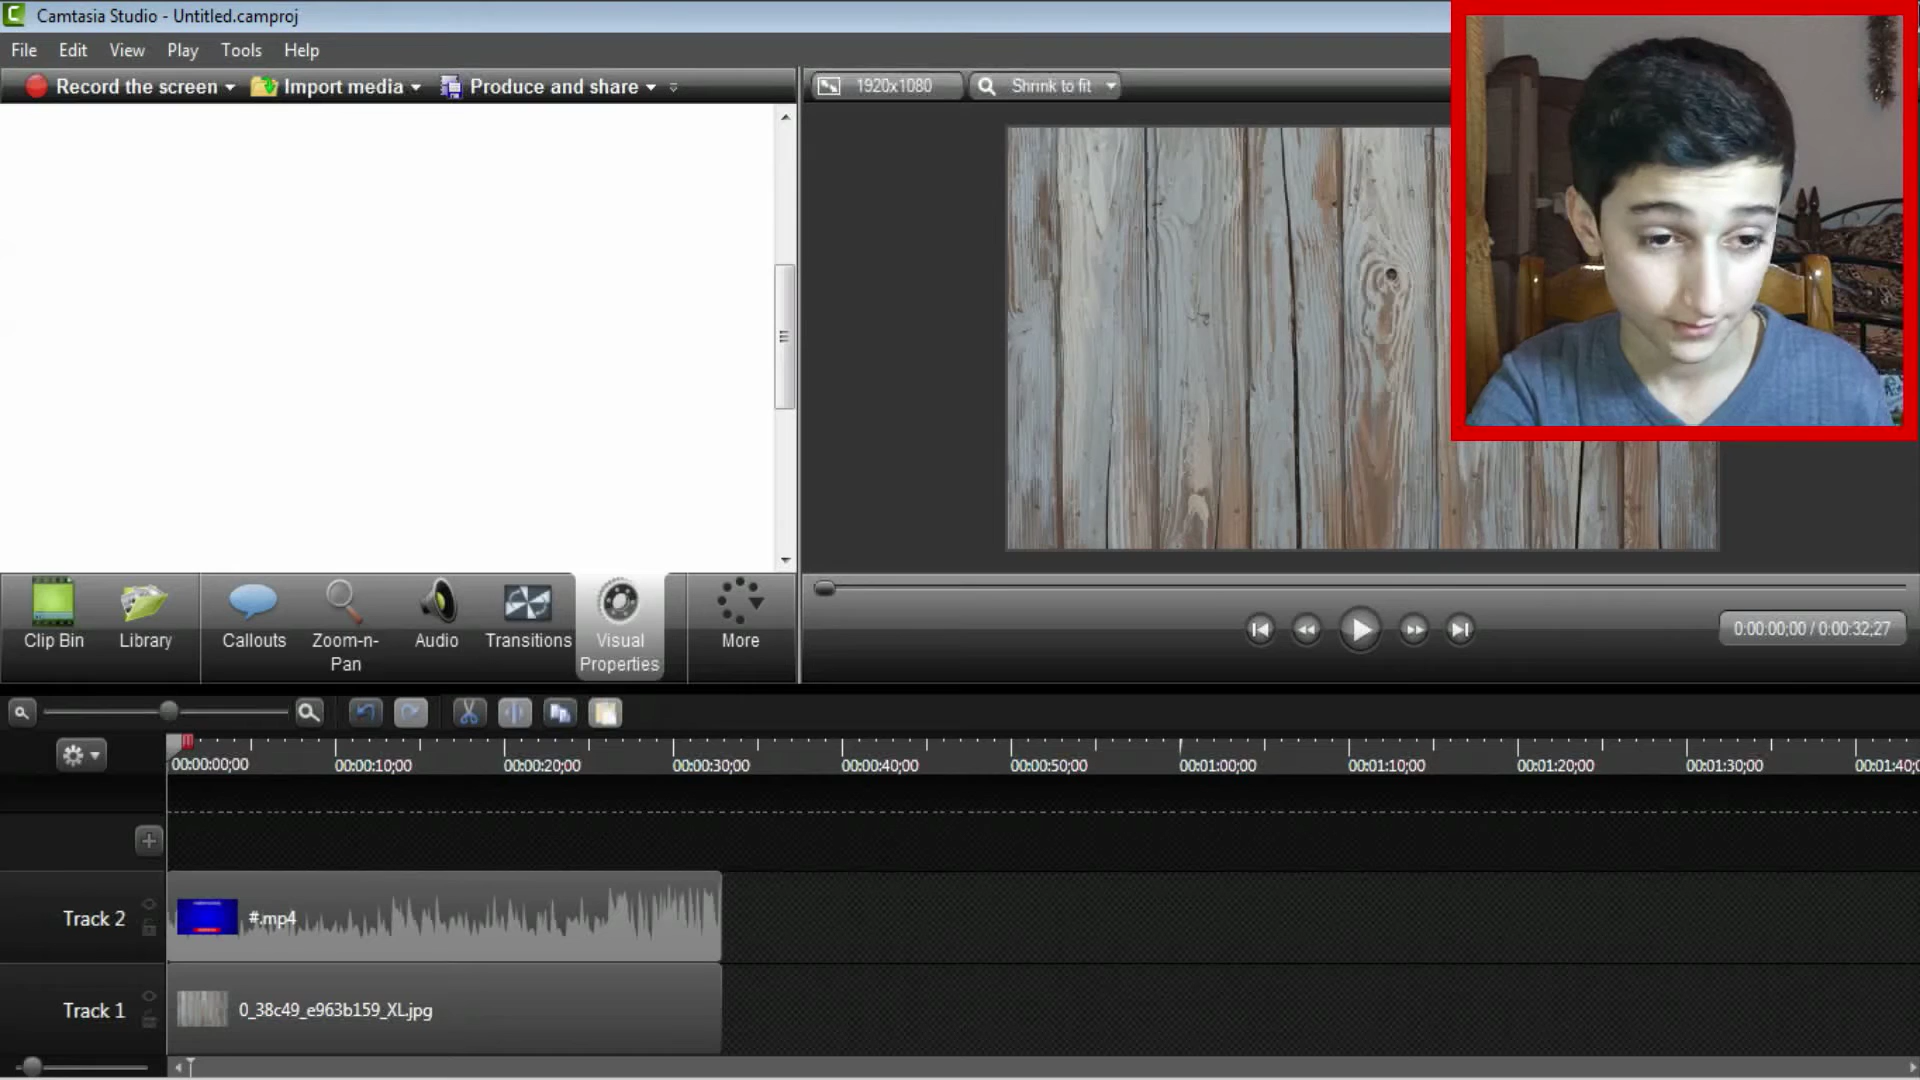 Camtasia Studio - Untitled.camproj
File Edit View Play Tools Help
Record the screen Import media Produce and share
1920x1080 Shrink to fit
Clip Bin Library Callouts Zoom-n-Pan Audio Transitions Visual Properties More
0:00:00;00 / 0:00:32;27
00:00:00;00 00:00:10;00 00:00:20;00 00:00:30;00 00:00:40;00 00:00:50;00 00:01:00;00 00:01:10;00 00:01:20;00 00:01:30;00 00:01:40;
Track 2 #.mp4
Track 1 0_38c49_e963b159_XL.jpg